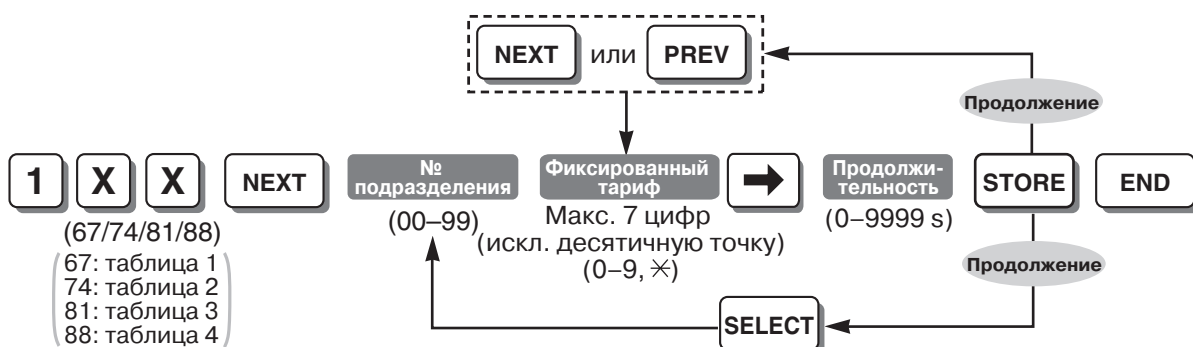 NEXT или PREV
Продолжение
1 X X NEXT № подразделения Фиксированный тариф ➡ Продолжи-тельность STORE END
(67/74/81/88)
(00–99)
Макс. 7 цифр
(искл. десятичную точку)
(0–9, ✳)
(0–9999 s)
67: таблица 1
74: таблица 2
81: таблица 3
88: таблица 4
Продолжение
SELECT